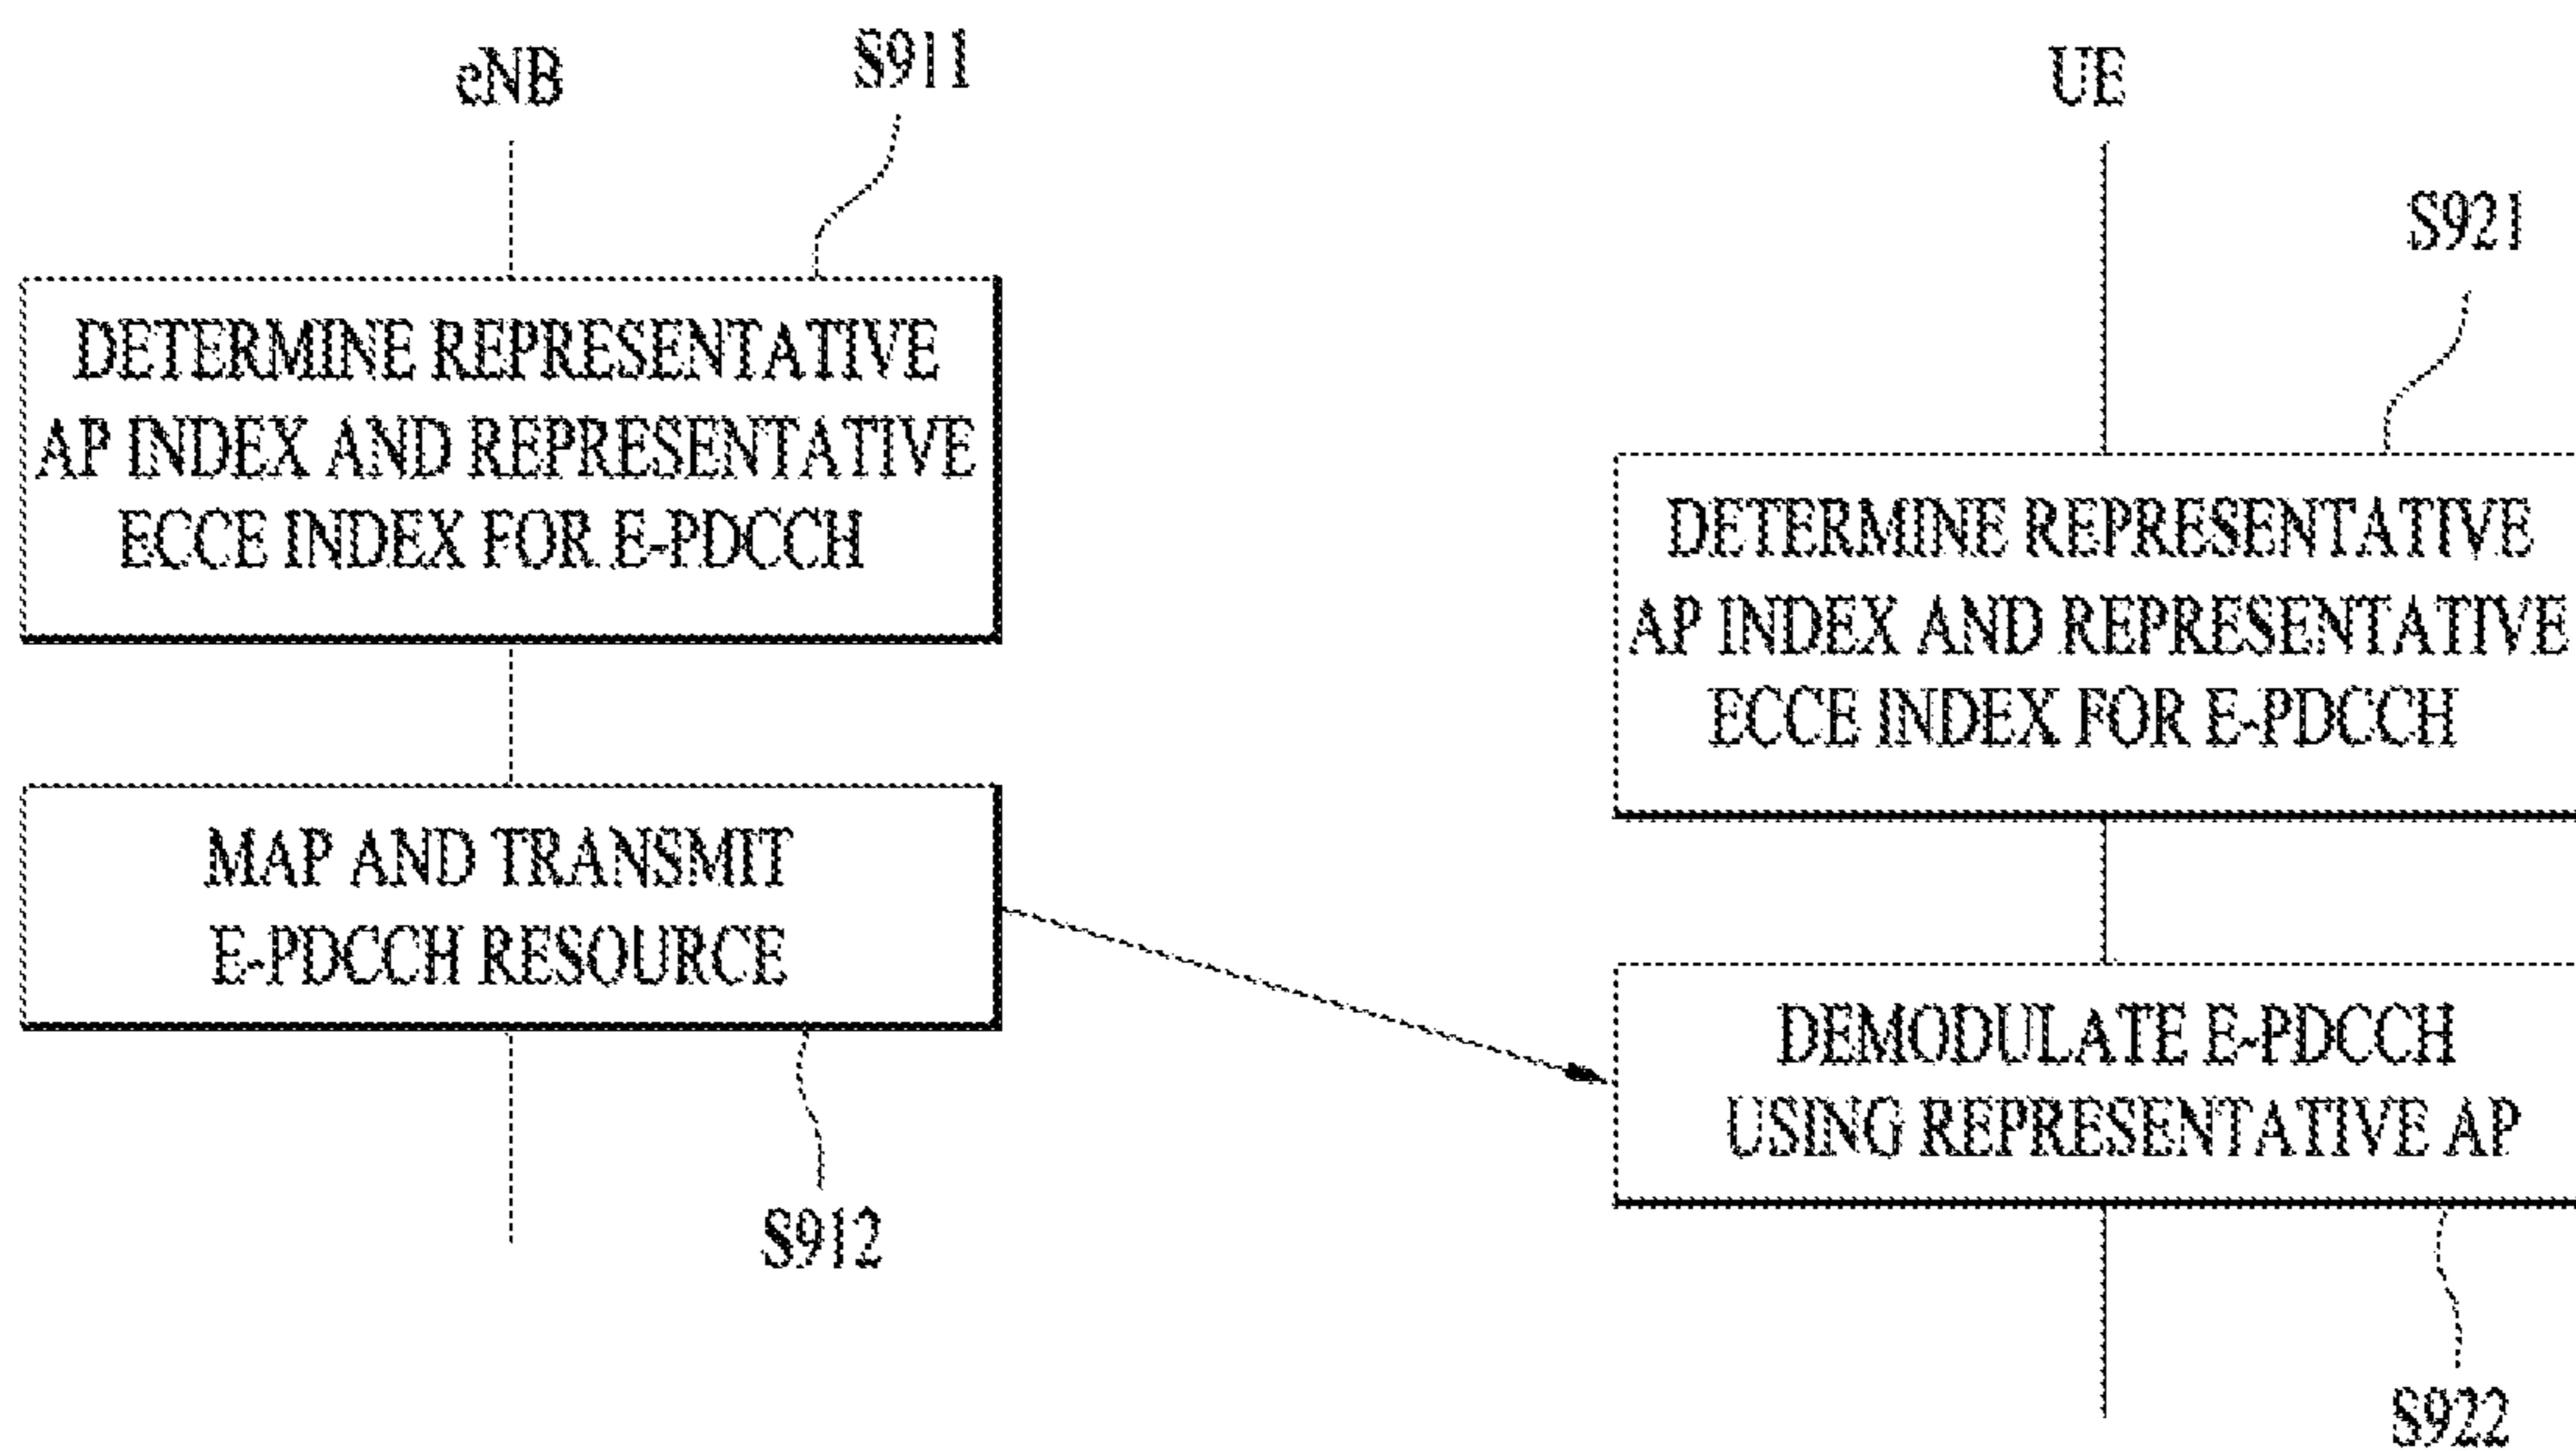 eNB
S911
DETERMINE REPRESENTATIVE
AP INDEX AND REPRESENTATIVE
ECCE INDEX FOR E-PDCCH
MAP AND TRANSMIT
E-PDCCH RESOURCE
S912
UE
S921
DETERMINE REPRESENTATIVE
AP INDEX AND REPRESENTATIVE
ECCE INDEX FOR E-PDCCH
DEMODULATE E-PDCCH
USING REPRESENTATIVE AP
S922